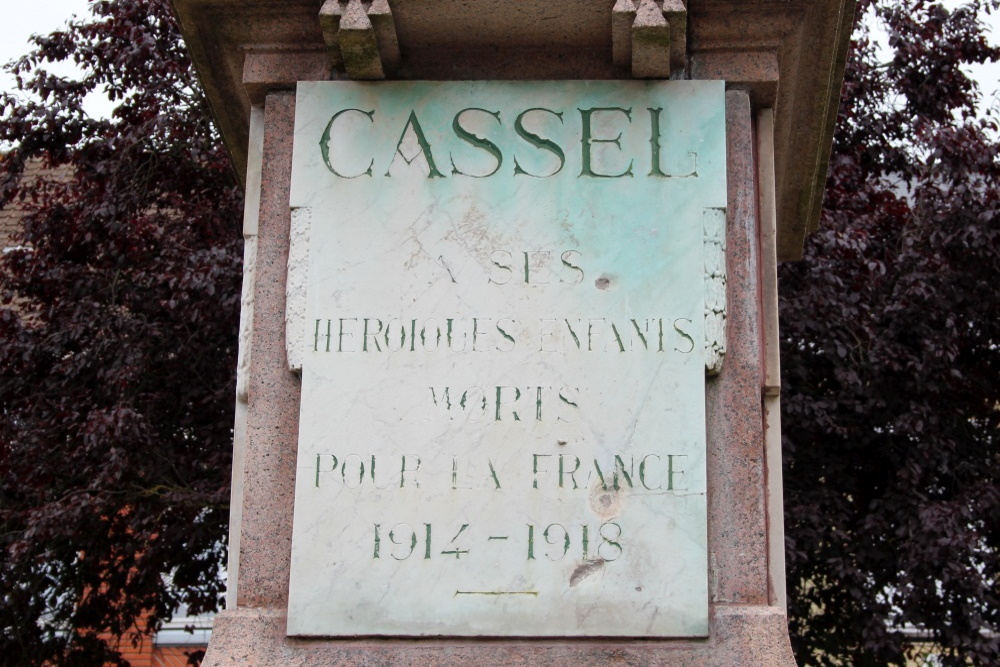 CASSEL
A SES
HEROIQUES ENFANTS
MORTS
POUR LA FRANCE
1914-1918